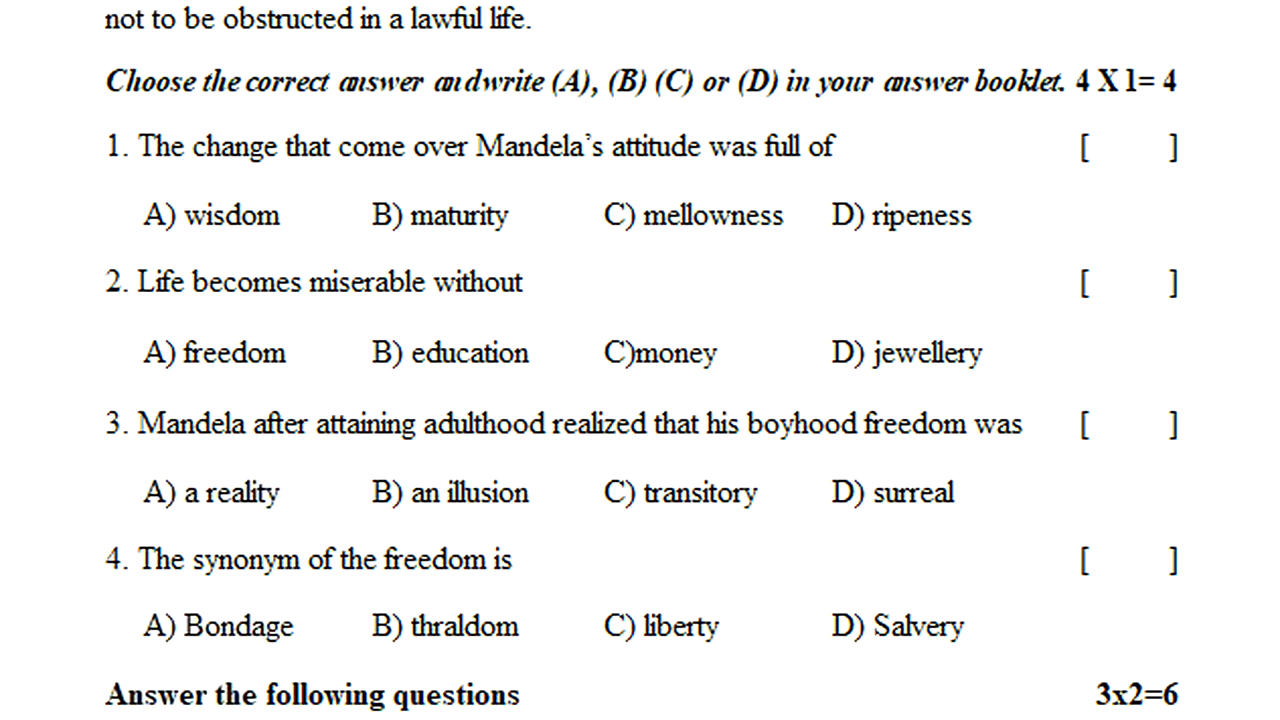 not to be obstructed in a lawful life.
Choose the correct answer andwrite (A), (B) (C) or (D) in your answer booklet. 4 X 1= 4
1. The change that come over Mandela's attitude was full of [ ]
A) wisdom B) maturity C) mellowness D) ripeness
2. Life becomes miserable without [ ]
A) freedom B) education C)money D) jewellery
3. Mandela after attaining adulthood realized that his boyhood freedom was [ ]
A) a reality B) an illusion C) transitory D) surreal
4. The synonym of the freedom is [ ]
A) Bondage B) thraldom C) liberty D) Salvery
Answer the following questions 3x2=6